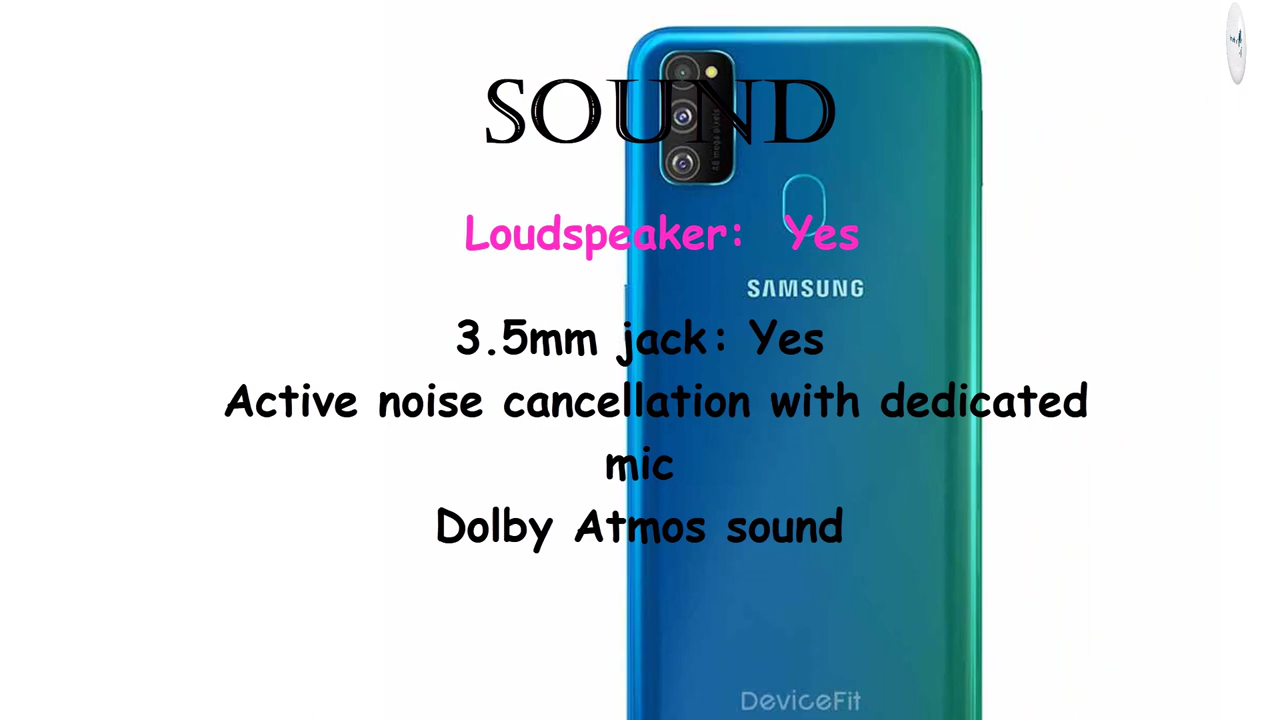 SOUND
Loudspeaker: Yes
SAMSUNG
3.5mm jack: Yes
Active noise cancellation with dedicated
mic
Dolby Atmos sound
DeviceFit